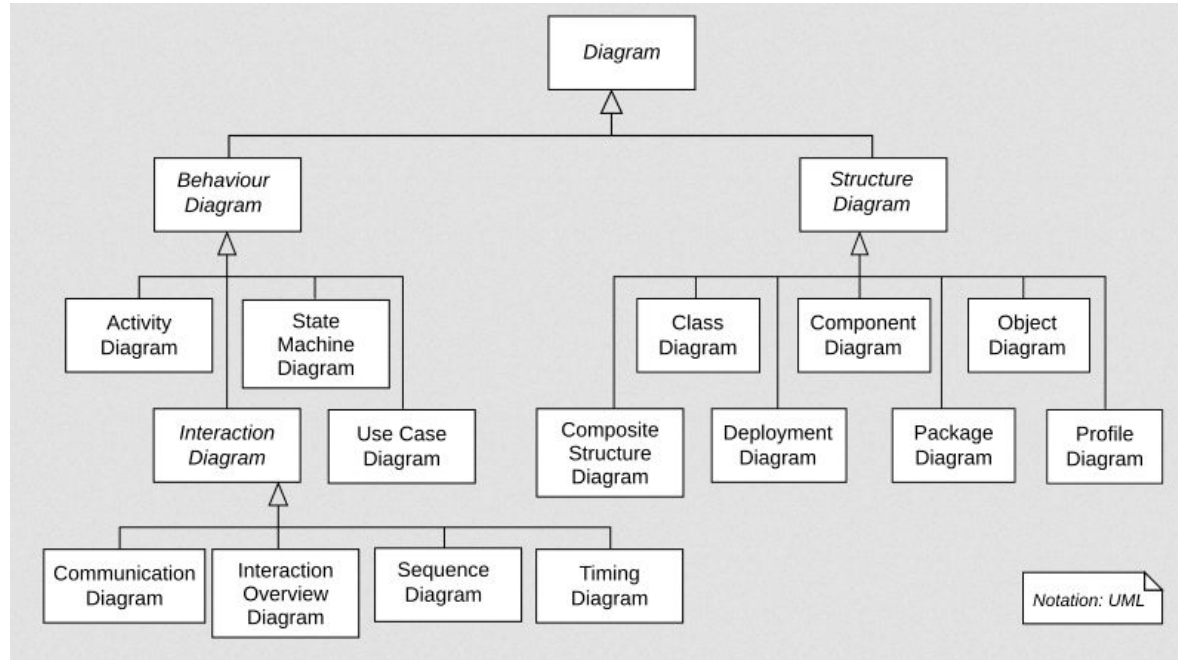 Diagram
Behaviour
Diagram
Structure
Diagram
Activity
Diagram
State
Machine
Diagram
Class
Diagram
Component
Diagram
Object
Diagram
Interaction
Diagram
Use Case
Diagram
Composite
Structure
Diagram
Deployment
Diagram
Package
Diagram
Profile
Diagram
Communication
Diagram
Interaction
Overview
Diagram
Sequence
Diagram
Timing
Diagram
Notation: UML